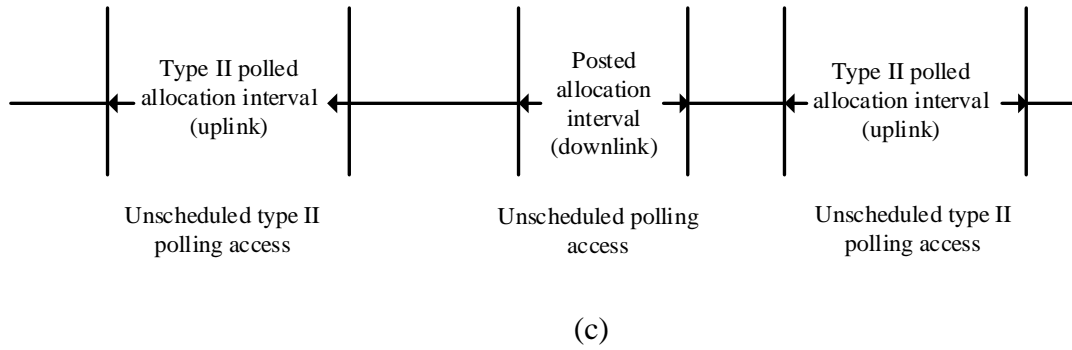 Type II polled
allocation interval
(uplink)
Posted
allocation
interval
(downlink)
Type II polled
allocation interval
(uplink)
Unscheduled type II
polling access
Unscheduled polling
access
Unscheduled type II
polling access
(c)